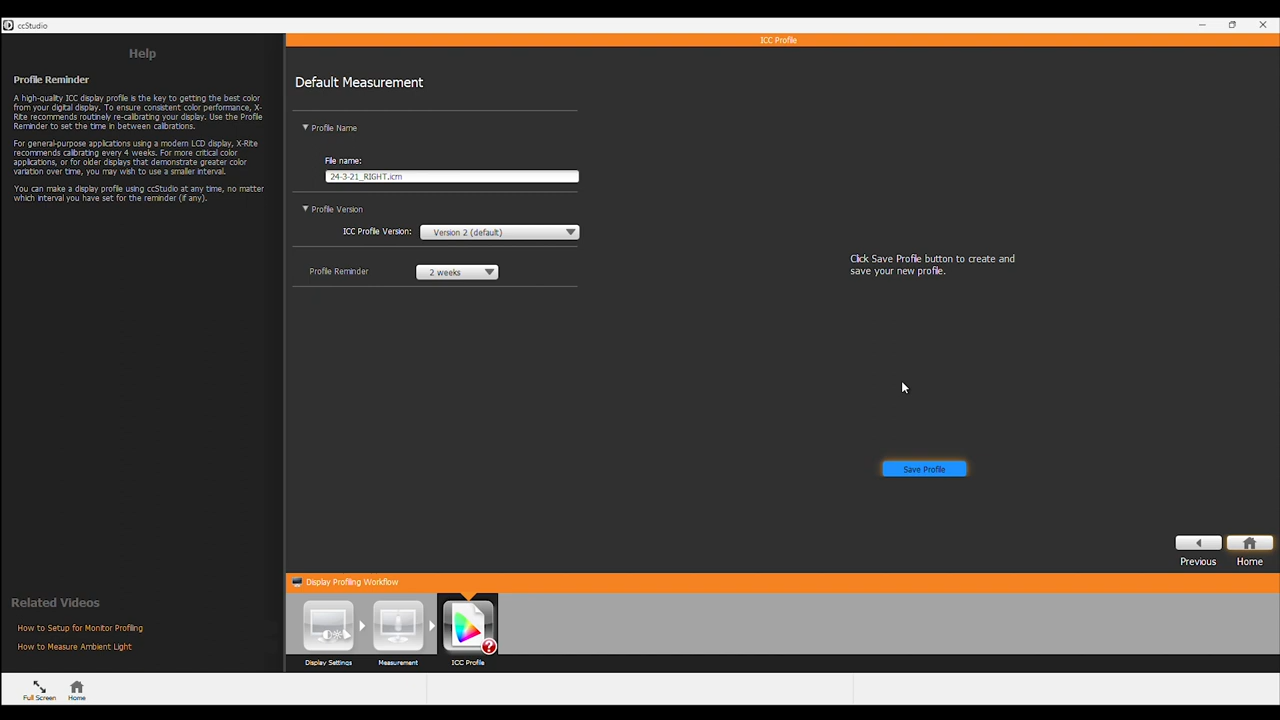 ccStudio
Help
Profile Reminder
A high-quality ICC display profile is the key to getting the best color
from your digital display. To ensure consistent color performance, X-
Rite recommends routinely re-calibrating your display. Use the Profile
Reminder to set the time in between calibrations.
For general-purpose applications using a modern LCD display, X-Rite
recommends calibrating every 4 weeks. For more critical color
applications, or for older displays that demonstrate greater color
variation over time, you may wish to use a smaller interval.
You can make a display profile using ccStudio at any time, no matter
which interval you have set for the reminder (if any).
Related Videos
How to Setup for Monitor Profiling
How to Measure Ambient Light
ICC Profile
Default Measurement
Profile Name
File name:
24-3-21_RIGHT.icm
Profile Version
ICC Profile Version: Version 2 (default)
Profile Reminder 2 weeks
Click Save Profile button to create and
save your new profile.
Save Profile
Previous Home
Display Profiling Workflow
Display Settings Measurement ICC Profile
Full Screen Home